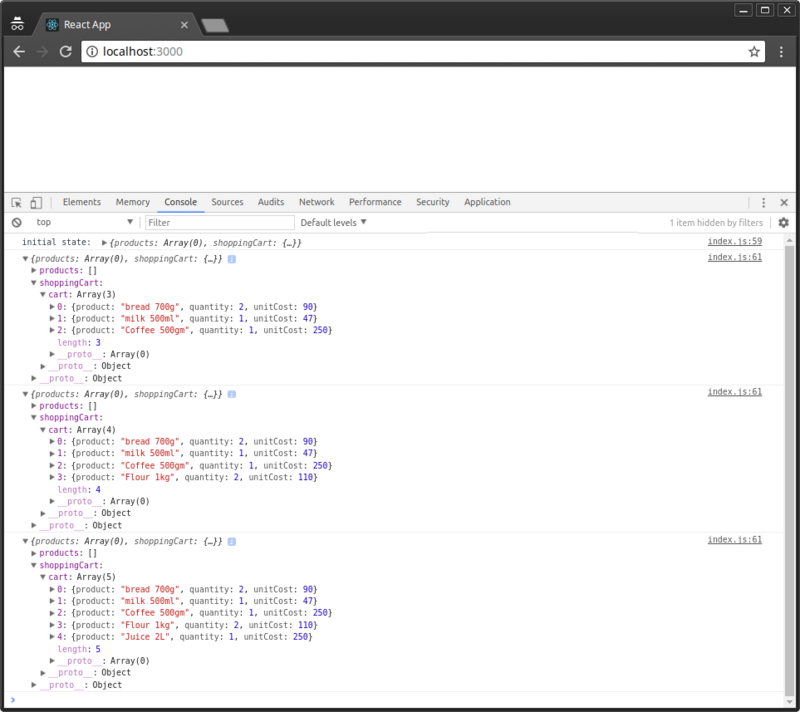 React App
localhost:3000
Elements Memory Console Sources Audits Network Performance Security Application
top Filter Default levels 1 item hidden by filters
initial state: {products: Array(0), shoppingCart: {…}} index.js:59
{products: Array(0), shoppingCart: {…}} index.js:61
products: []
shoppingCart:
cart: Array(3)
0: {product: "bread 700g", quantity: 2, unitCost: 90}
1: {product: "milk 500ml", quantity: 1, unitCost: 47}
2: {product: "Coffee 500gm", quantity: 1, unitCost: 250}
length: 3
__proto__: Array(0)
__proto__: Object
__proto__: Object
{products: Array(0), shoppingCart: {…}} index.js:61
products: []
shoppingCart:
cart: Array(4)
0: {product: "bread 700g", quantity: 2, unitCost: 90}
1: {product: "milk 500ml", quantity: 1, unitCost: 47}
2: {product: "Coffee 500gm", quantity: 1, unitCost: 250}
3: {product: "Flour 1kg", quantity: 2, unitCost: 110}
length: 4
__proto__: Array(0)
__proto__: Object
__proto__: Object
{products: Array(0), shoppingCart: {…}} index.js:61
products: []
shoppingCart:
cart: Array(5)
0: {product: "bread 700g", quantity: 2, unitCost: 90}
1: {product: "milk 500ml", quantity: 1, unitCost: 47}
2: {product: "Coffee 500gm", quantity: 1, unitCost: 250}
3: {product: "Flour 1kg", quantity: 2, unitCost: 110}
4: {product: "Juice 2L", quantity: 1, unitCost: 250}
length: 5
__proto__: Array(0)
__proto__: Object
__proto__: Object